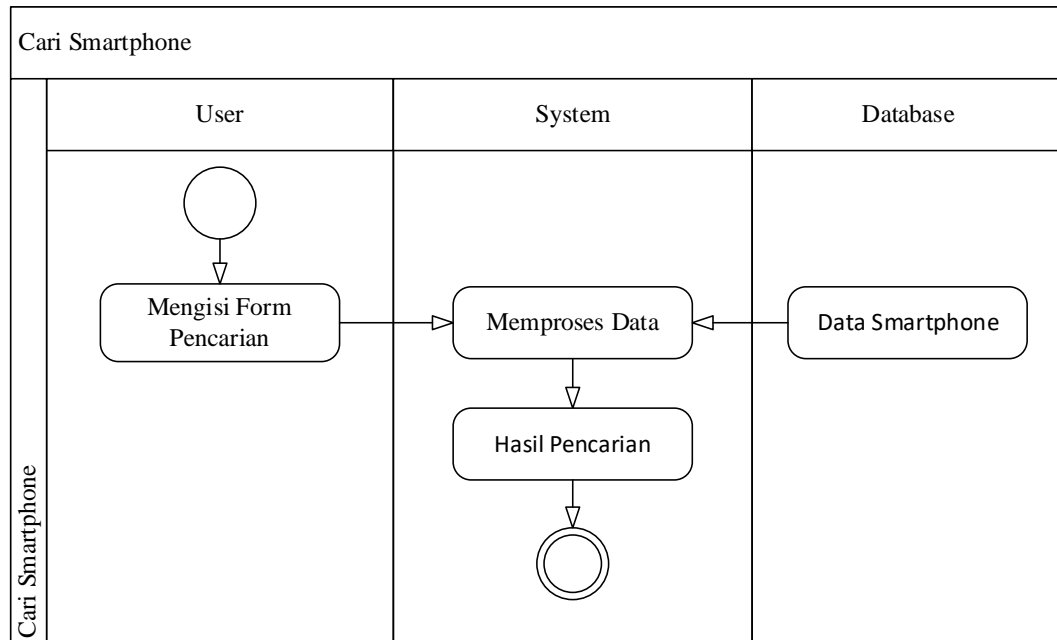 Cari Smartphone
User
System
Database
Mengisi Form
Pencarian
Memproses Data
Data Smartphone
Hasil Pencarian
Cari Smartphone